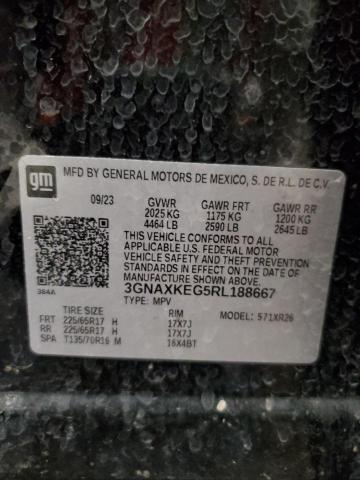 gm MFD BY GENERAL MOTORS DE MEXICO, S. DE R.L. DE C.V.
09/23 GVWR GAWR FRT GAWR RR
2025 KG 1175 KG 1200 KG
4464 LB 2590 LB 2645 LB
THIS VEHICLE CONFORMS TO ALL
APPLICABLE U.S. FEDERAL MOTOR
VEHICLE SAFETY AND THEFT
PREVENTION STANDARDS IN
EFFECT ON THE DATE OF
MANUFACTURE SHOWN ABOVE.
384A 3GNAXKEG5RL188667
TYPE: MPV
TIRE SIZE RIM MODEL: 571XR26
FRT 225/65R17 H 17X7J
RR 225/65R17 H 17X7J
SPA T135/70R16 M 16X4BT